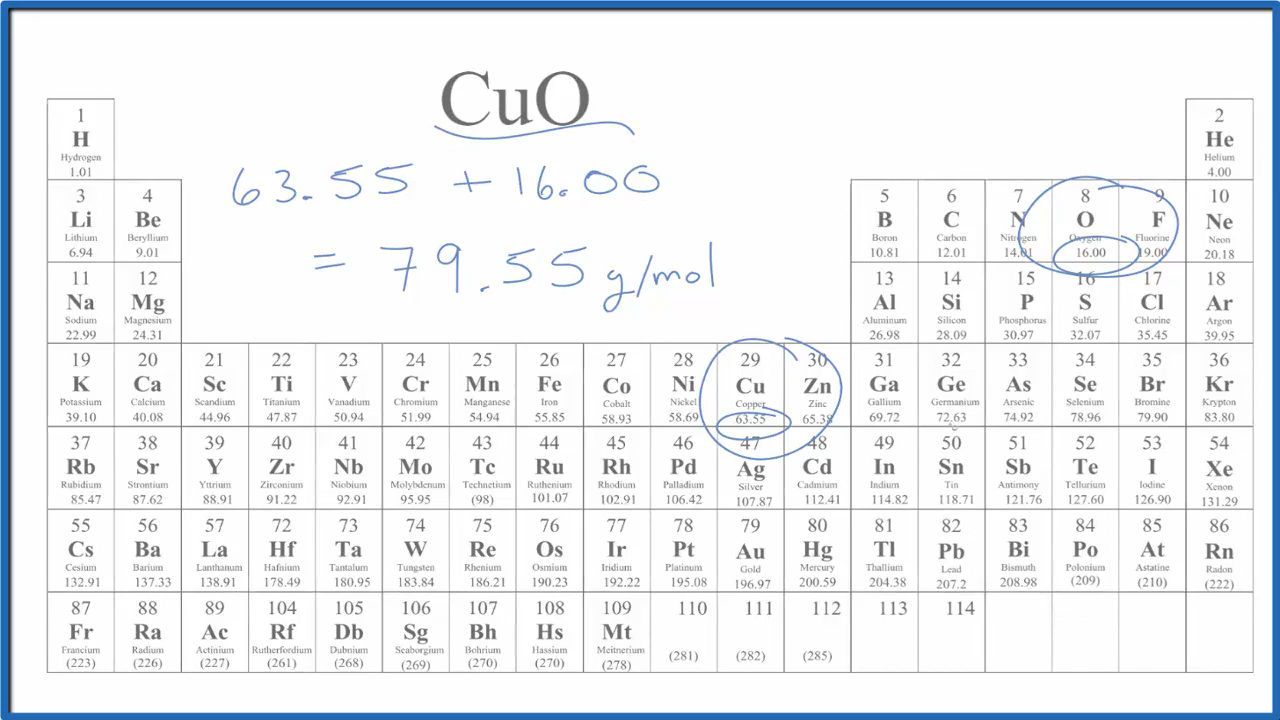 CuO
63.55 + 16.00
= 79.55 g/mol
1 2
H He
Hydrogen Helium
1.01 4.00
3 4 5 6 7 8 9 10
Li Be B C N O F Ne
Lithium Beryllium Boron Carbon Nitrogen Oxygen Fluorine Neon
6.94 9.01 10.81 12.01 14.01 16.00 19.00 20.18
11 12 13 14 15 16 17 18
Na Mg Al Si P S Cl Ar
Sodium Magnesium Aluminum Silicon Phosphorus Sulfur Chlorine Argon
22.99 24.31 26.98 28.09 30.97 32.07 35.45 39.95
19 20 21 22 23 24 25 26 27 28 29 30 31 32 33 34 35 36
K Ca Sc Ti V Cr Mn Fe Co Ni Cu Zn Ga Ge As Se Br Kr
Potassium Calcium Scandium Titanium Vanadium Chromium Manganese Iron Cobalt Nickel Copper Zinc Gallium Germanium Arsenic Selenium Bromine Krypton
39.10 40.08 44.96 47.87 50.94 51.99 54.94 55.85 58.93 58.69 63.55 65.38 69.72 72.63 74.92 78.96 79.90 83.80
37 38 39 40 41 42 43 44 45 46 47 48 49 50 51 52 53 54
Rb Sr Y Zr Nb Mo Tc Ru Rh Pd Ag Cd In Sn Sb Te I Xe
Rubidium Strontium Yttrium Zirconium Niobium Molybdenum Technetium Ruthenium Rhodium Palladium Silver Cadmium Indium Tin Antimony Tellurium Iodine Xenon
85.47 87.62 88.91 91.22 92.91 95.95 (98) 101.07 102.91 106.42 107.87 112.41 114.82 118.71 121.76 127.60 126.90 131.29
55 56 57 72 73 74 75 76 77 78 79 80 81 82 83 84 85 86
Cs Ba La Hf Ta W Re Os Ir Pt Au Hg Tl Pb Bi Po At Rn
Cesium Barium Lanthanum Hafnium Tantalum Tungsten Rhenium Osmium Iridium Platinum Gold Mercury Thallium Lead Bismuth Polonium Astatine Radon
132.91 137.33 138.91 178.49 180.95 183.84 186.21 190.23 192.22 195.08 196.97 200.59 204.38 207.2 208.98 (209) (210) (222)
87 88 89 104 105 106 107 108 109 110 111 112 113 114
Fr Ra Ac Rf Db Sg Bh Hs Mt
Francium Radium Actinium Rutherfordium Dubnium Seaborgium Bohrium Hassium Meitnerium
(223) (226) (227) (261) (268) (269) (270) (270) (278) (281) (282) (285)